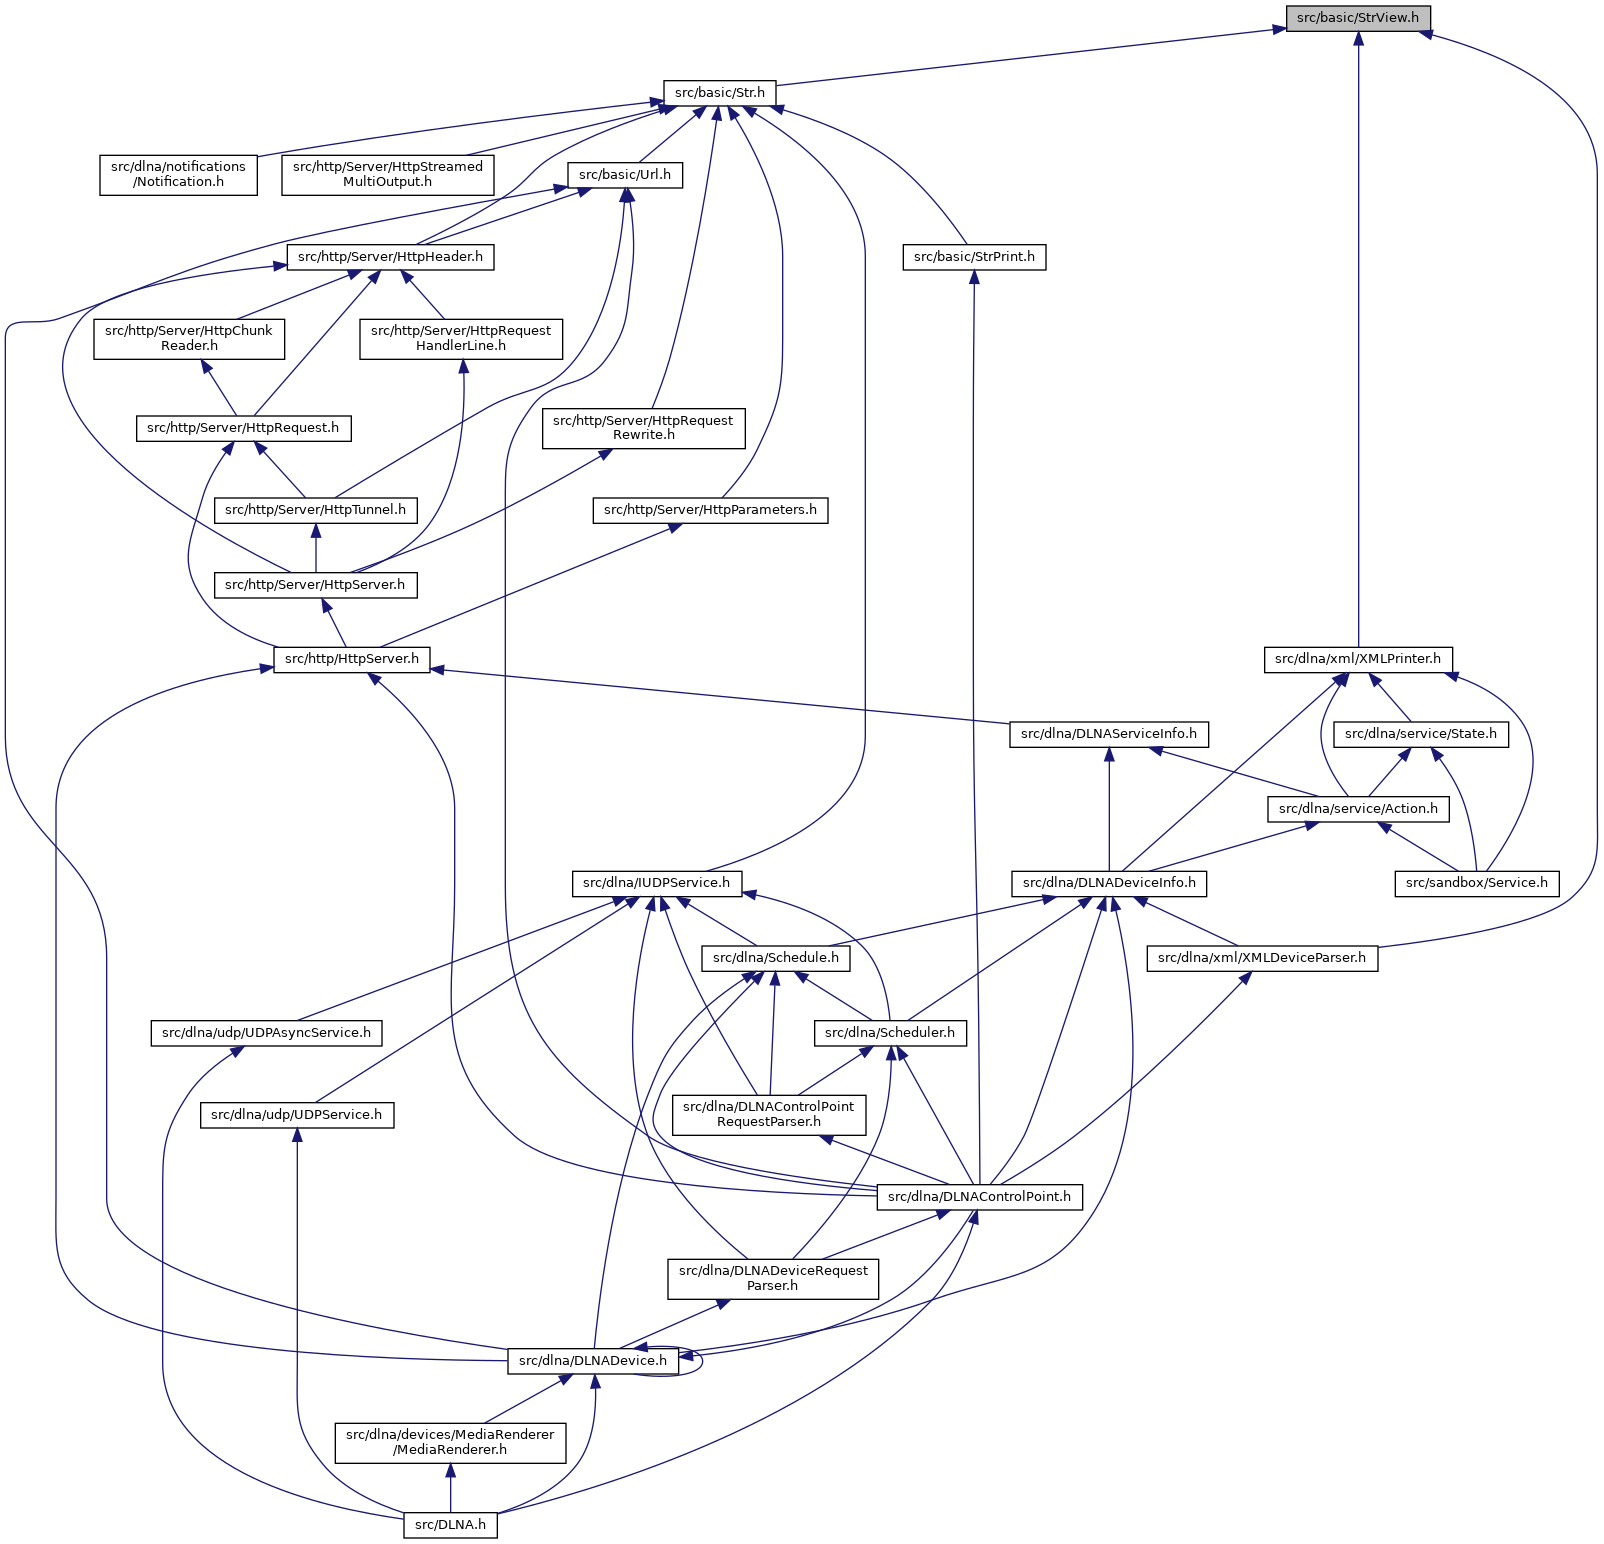 src/basic/StrView.h
src/basic/Str.h
src/dlna/notifications
/Notification.h
src/http/Server/HttpStreamed
MultiOutput.h
src/basic/Url.h
src/http/Server/HttpHeader.h
src/basic/StrPrint.h
src/http/Server/HttpChunk
Reader.h
src/http/Server/HttpRequest
HandlerLine.h
src/http/Server/HttpRequest.h
src/http/Server/HttpRequest
Rewrite.h
src/http/Server/HttpTunnel.h
src/http/Server/HttpParameters.h
src/http/Server/HttpServer.h
src/http/HttpServer.h
src/dlna/xml/XMLPrinter.h
src/dlna/DLNAServiceInfo.h
src/dlna/service/State.h
src/dlna/service/Action.h
src/dlna/IUDPService.h
src/dlna/DLNADeviceInfo.h
src/sandbox/Service.h
src/dlna/Schedule.h
src/dlna/xml/XMLDeviceParser.h
src/dlna/udp/UDPAsyncService.h
src/dlna/Scheduler.h
src/dlna/udp/UDPService.h
src/dlna/DLNAControlPoint
RequestParser.h
src/dlna/DLNAControlPoint.h
src/dlna/DLNADeviceRequest
Parser.h
src/dlna/DLNADevice.h
src/dlna/devices/MediaRenderer
/MediaRenderer.h
src/DLNA.h